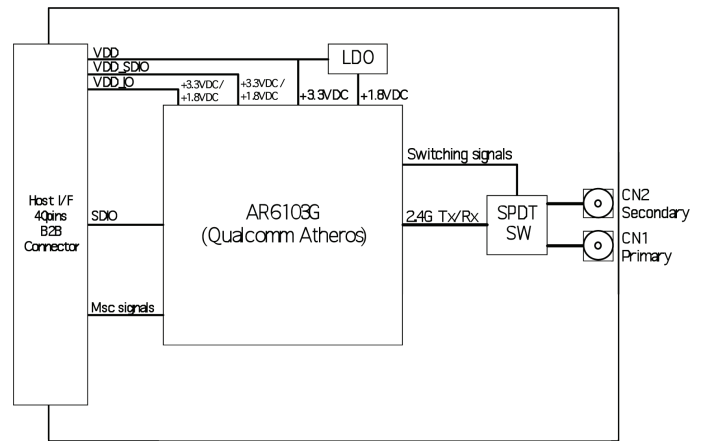 VDD
VDD_SDIO
VDD_IO
+3.3VDC/
+1.8VDC
+3.3VDC/
+1.8VDC
+3.3VDC
+1.8VDC
LDO
Host I/F
40pins
B2B
Connector
SDIO
Msc signals
AR6103G
(Qualcomm Atheros)
Switching signals
2.4G Tx/Rx
SPDT
SW
CN2
Secondary
CN1
Primary